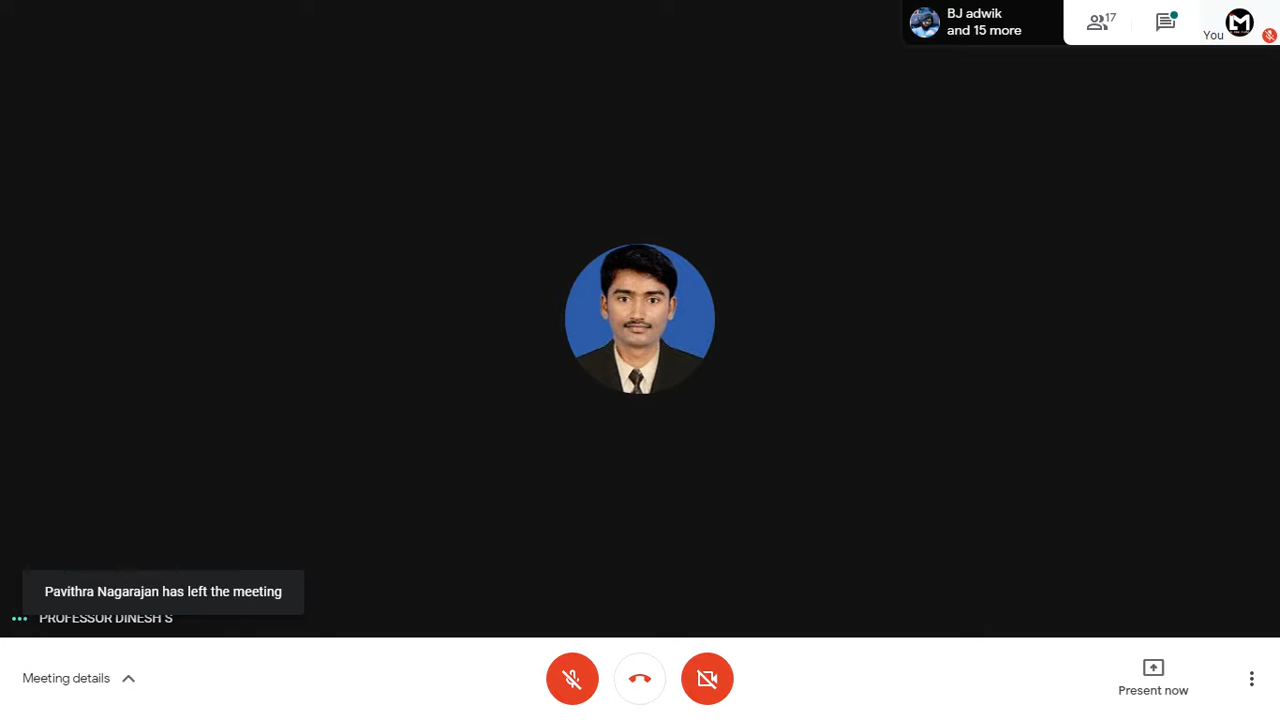 BJ adwik
and 15 more
17
You
Pavithra Nagarajan has left the meeting
PROFESSOR DINESH S
Meeting details
Present now